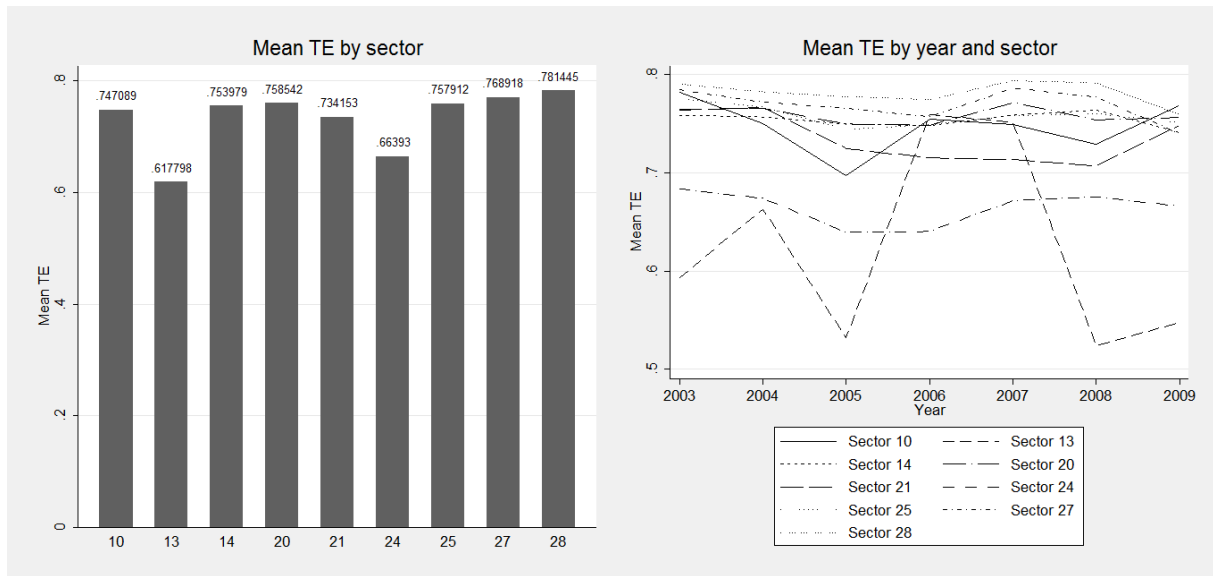 Mean TE by sector
Mean TE
0
.2
.4
.6
.8
.747089
.617798
.753979
.758542
.734153
.66393
.757912
.768918
.781445
10 13 14 20 21 24 25 27 28
Mean TE by year and sector
Mean TE
.5
.6
.7
.8
2003 2004 2005 2006 2007 2008 2009
Year
Sector 10 Sector 13
Sector 14 Sector 20
Sector 21 Sector 24
Sector 25 Sector 27
Sector 28